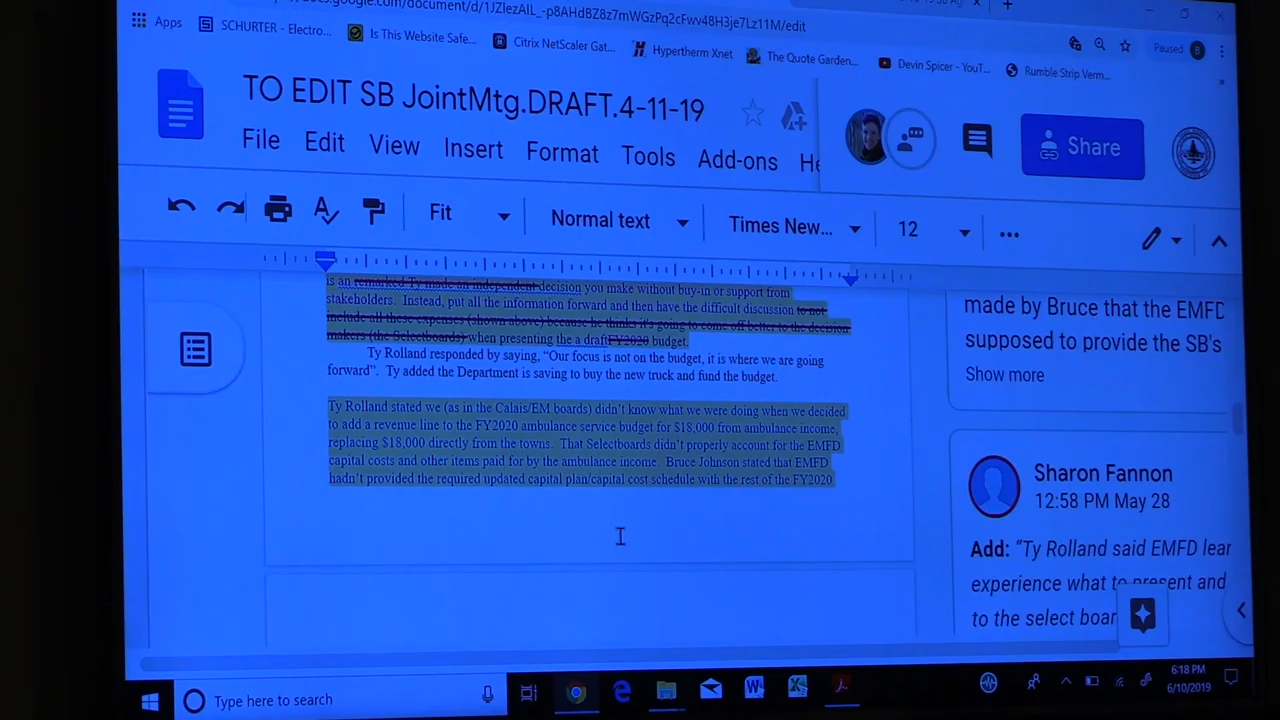 docs.google.com/document/d/1JZlezAlL_-p8AHdBZ8z7mWGzPq2cFwv48H3je7Lz11M/edit
Apps SCHURTER - Electro... Is This Website Safe... Citrix NetScaler Gat... Hypertherm Xnet The Quote Garden... Devin Spicer - YouT... Rumble Strip Verm...
Paused B
TO EDIT SB JointMtg.DRAFT.4-11-19
File Edit View Insert Format Tools Add-ons He
Share
Fit Normal text Times New... 12
is an remarked Ty made an independent decision you make without buy-in or support from
stakeholders. Instead, put all the information forward and then have the difficult discussion to not
include all these expenses (shown above) because he thinks it's going to come off better to the decision
makers (the Selectboards) when presenting the a draftFY2020 budget.
Ty Rolland responded by saying, “Our focus is not on the budget, it is where we are going
forward”. Ty added the Department is saving to buy the new truck and fund the budget.
Ty Rolland stated we (as in the Calais/EM boards) didn’t know what we were doing when we decided
to add a revenue line to the FY2020 ambulance service budget for $18,000 from ambulance income,
replacing $18,000 directly from the towns. That Selectboards didn’t properly account for the EMFD
capital costs and other items paid for by the ambulance income. Bruce Johnson stated that EMFD
hadn’t provided the required updated capital plan/capital cost schedule with the rest of the FY2020
made by Bruce that the EMFD
supposed to provide the SB's
Show more
Sharon Fannon
12:58 PM May 28
Add: “Ty Rolland said EMFD lear
experience what to present and
to the select boar
Type here to search
6:18 PM
6/10/2019